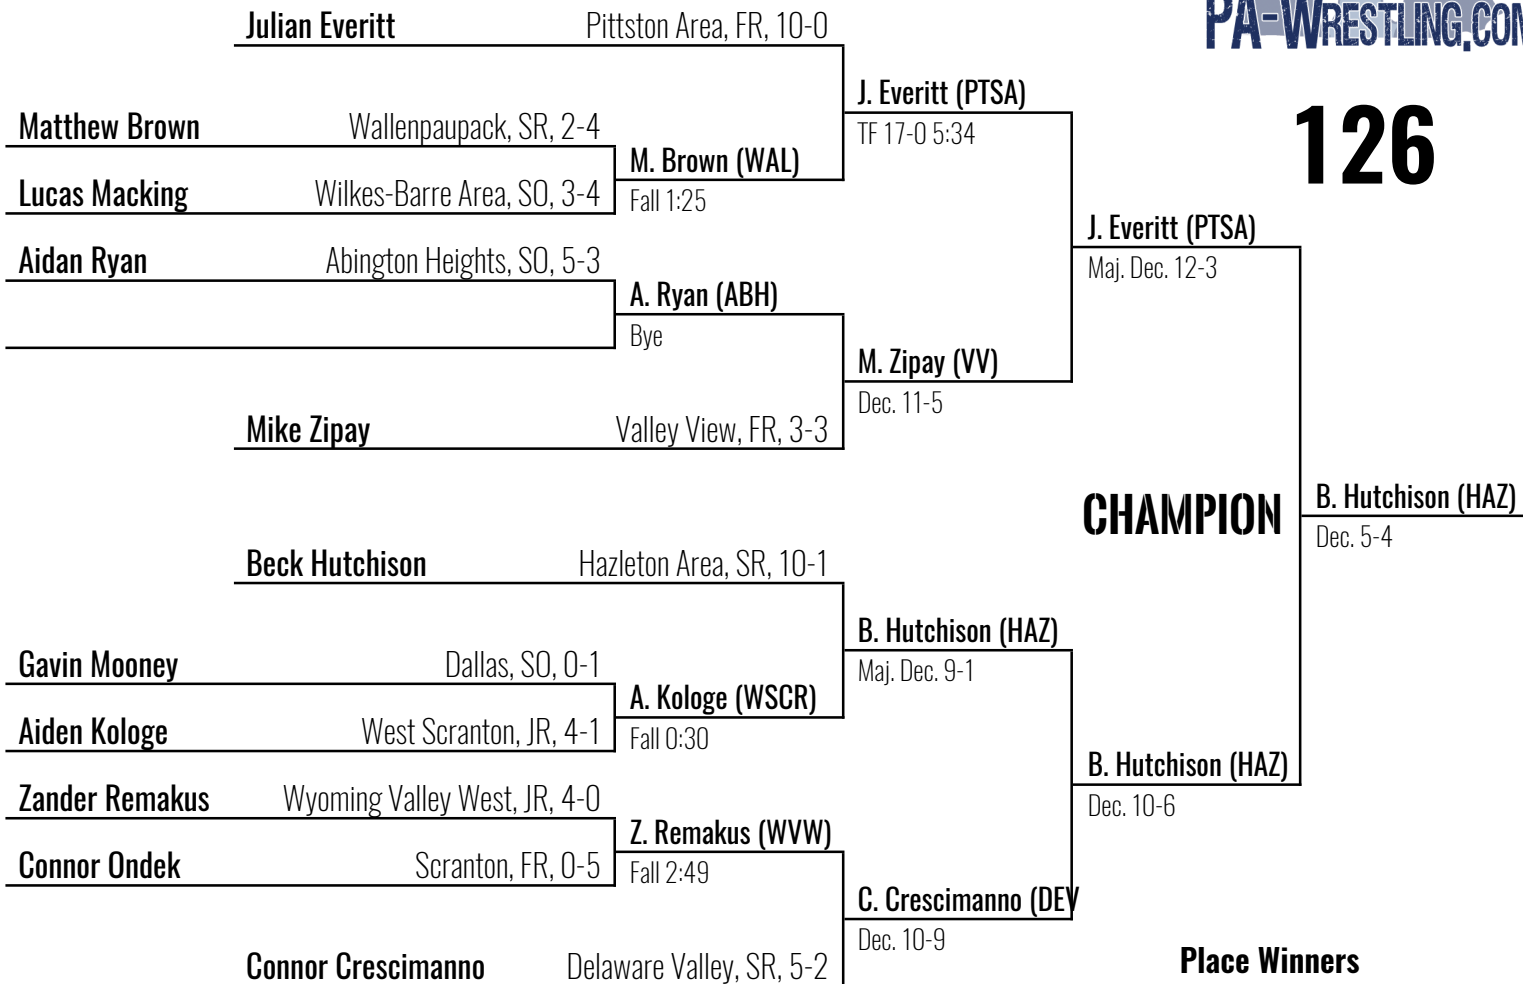 PA-WRESTLING.COM
126
Julian Everitt Pittston Area, FR, 10-0
J. Everitt (PTSA)
TF 17-0 5:34
Matthew Brown Wallenpaupack, SR, 2-4
M. Brown (WAL)
Fall 1:25
Lucas Macking Wilkes-Barre Area, SO, 3-4
J. Everitt (PTSA)
Maj. Dec. 12-3
Aidan Ryan Abington Heights, SO, 5-3
A. Ryan (ABH)
Bye
M. Zipay (VV)
Dec. 11-5
Mike Zipay Valley View, FR, 3-3
CHAMPION
B. Hutchison (HAZ)
Dec. 5-4
Beck Hutchison Hazleton Area, SR, 10-1
B. Hutchison (HAZ)
Maj. Dec. 9-1
Gavin Mooney Dallas, SO, 0-1
A. Kologe (WSCR)
Fall 0:30
Aiden Kologe West Scranton, JR, 4-1
B. Hutchison (HAZ)
Dec. 10-6
Zander Remakus Wyoming Valley West, JR, 4-0
Z. Remakus (WVW)
Fall 2:49
Connor Ondek Scranton, FR, 0-5
C. Crescimanno (DEV
Dec. 10-9
Connor Crescimanno Delaware Valley, SR, 5-2
Place Winners